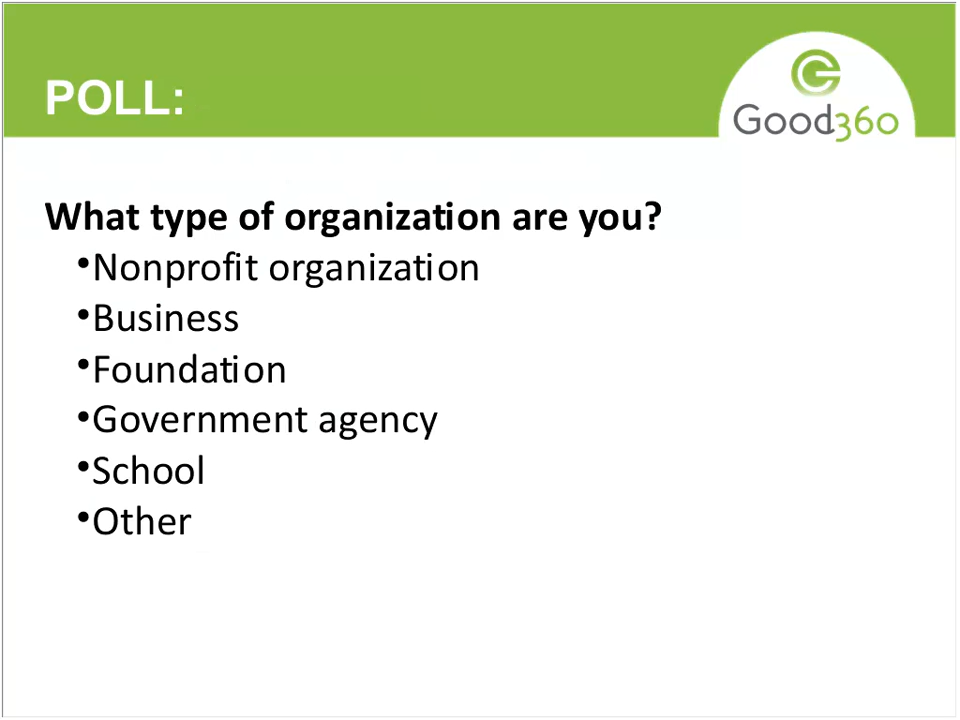 POLL:
Good360
What type of organization are you?
•Nonprofit organization
•Business
•Foundation
•Government agency
•School
•Other